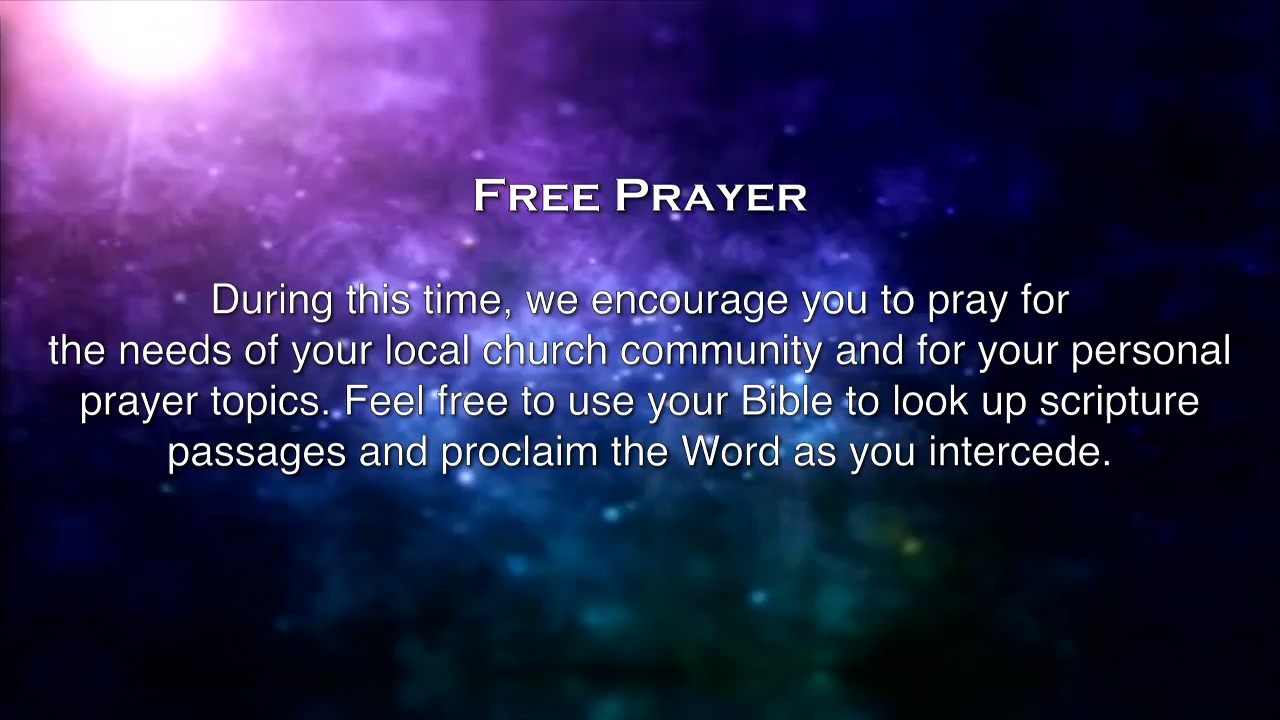 Free Prayer
During this time, we encourage you to pray for
the needs of your local church community and for your personal
prayer topics. Feel free to use your Bible to look up scripture
passages and proclaim the Word as you intercede.